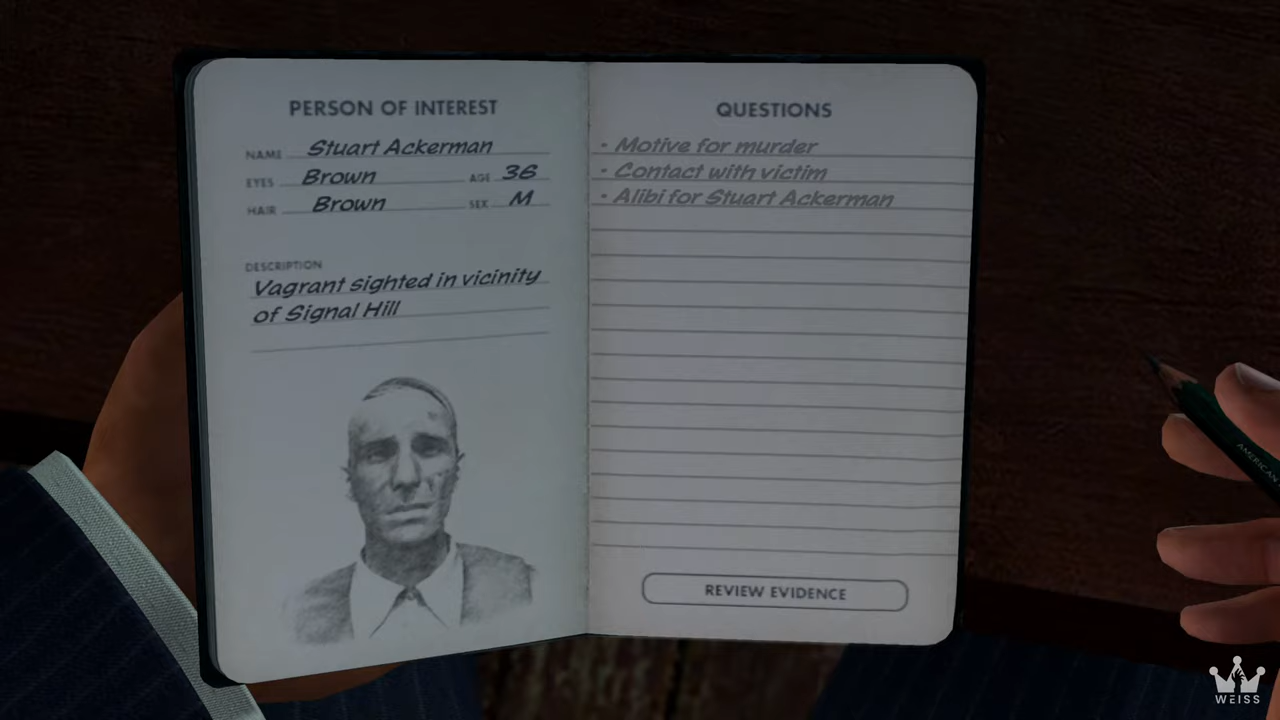 PERSON OF INTEREST
NAME Stuart Ackerman
EYES Brown AGE 36
HAIR Brown SEX M
DESCRIPTION
Vagrant sighted in vicinity
of Signal Hill
QUESTIONS
- Motive for murder
- Contact with victim
- Alibi for Stuart Ackerman
REVIEW EVIDENCE
AMERICAN
WEISS